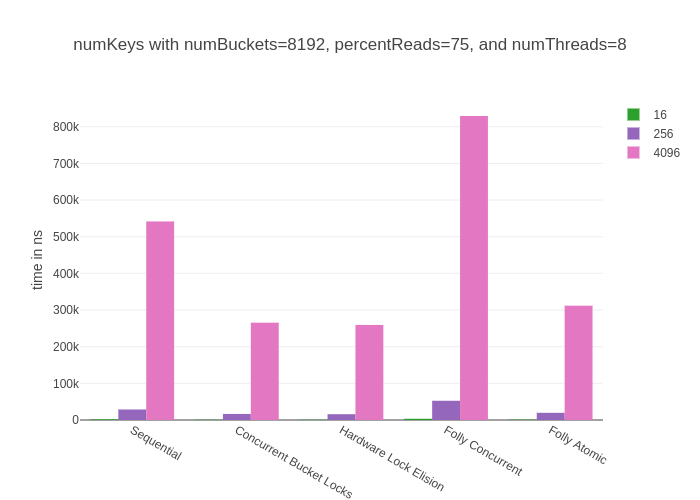 numKeys with numBuckets=8192, percentReads=75, and numThreads=8
16
256
4096
time in ns
800k
700k
600k
500k
400k
300k
200k
100k
0
Sequential
Concurrent Bucket Locks
Hardware Lock Elision
Folly Concurrent
Folly Atomic